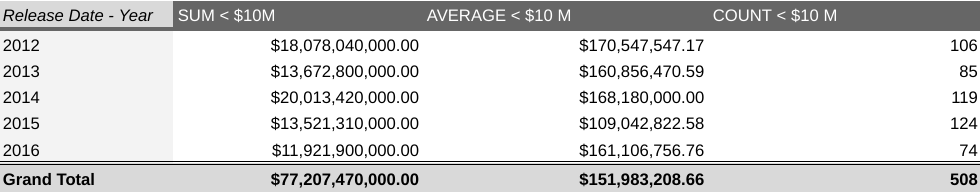 Release Date - Year SUM < $10M AVERAGE < $10 M COUNT < $10 M
2012 $18,078,040,000.00 $170,547,547.17 106
2013 $13,672,800,000.00 $160,856,470.59 85
2014 $20,013,420,000.00 $168,180,000.00 119
2015 $13,521,310,000.00 $109,042,822.58 124
2016 $11,921,900,000.00 $161,106,756.76 74
Grand Total $77,207,470,000.00 $151,983,208.66 508